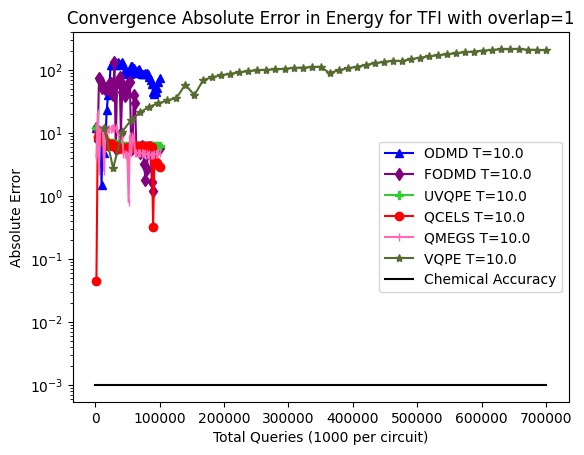 Convergence Absolute Error in Energy for TFI with overlap=1
Absolute Error
10²
10¹
10⁰
10⁻¹
10⁻²
10⁻³
ODMD T=10.0
FODMD T=10.0
UVQPE T=10.0
QCELS T=10.0
QMEGS T=10.0
VQPE T=10.0
Chemical Accuracy
0 100000 200000 300000 400000 500000 600000 700000
Total Queries (1000 per circuit)